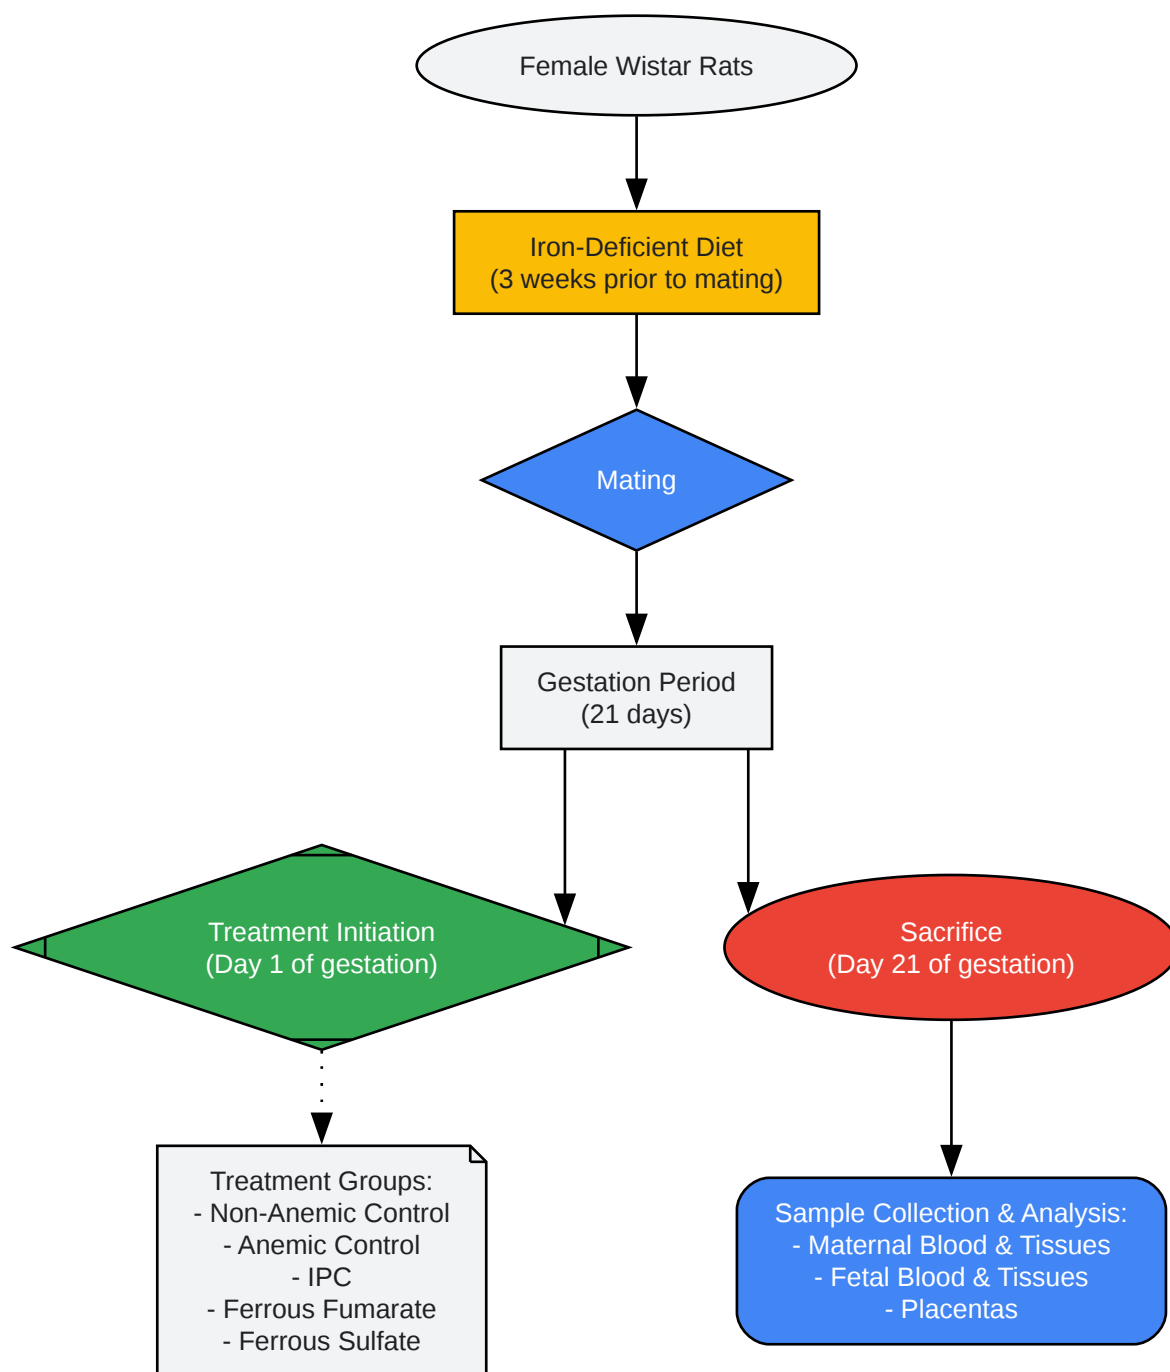 Female Wistar Rats
Iron-Deficient Diet
(3 weeks prior to mating)
Mating
Gestation Period
(21 days)
Treatment Initiation
(Day 1 of gestation)
Sacrifice
(Day 21 of gestation)
Treatment Groups:
- Non-Anemic Control
- Anemic Control
- IPC
- Ferrous Fumarate
- Ferrous Sulfate
Sample Collection & Analysis:
- Maternal Blood & Tissues
- Fetal Blood & Tissues
- Placentas